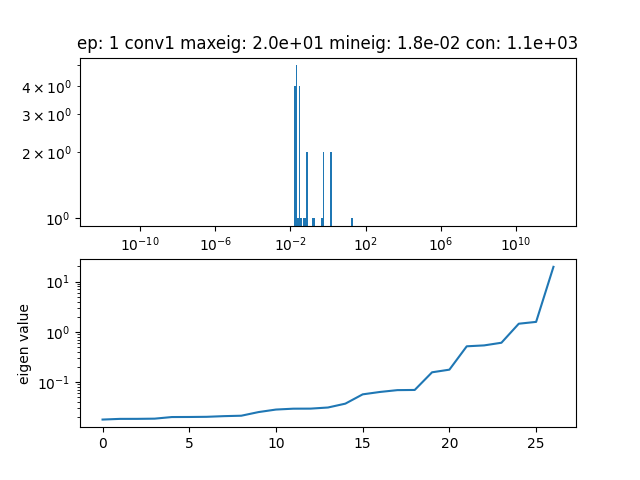 ep: 1 conv1 maxeig: 2.0e+01 mineig: 1.8e-02 con: 1.1e+03
4 × 10⁰
3 × 10⁰
2 × 10⁰
10⁰
10⁻¹⁰ 10⁻⁶ 10⁻² 10² 10⁶ 10¹⁰
10¹
10⁰
10⁻¹
eigen value
0 5 10 15 20 25